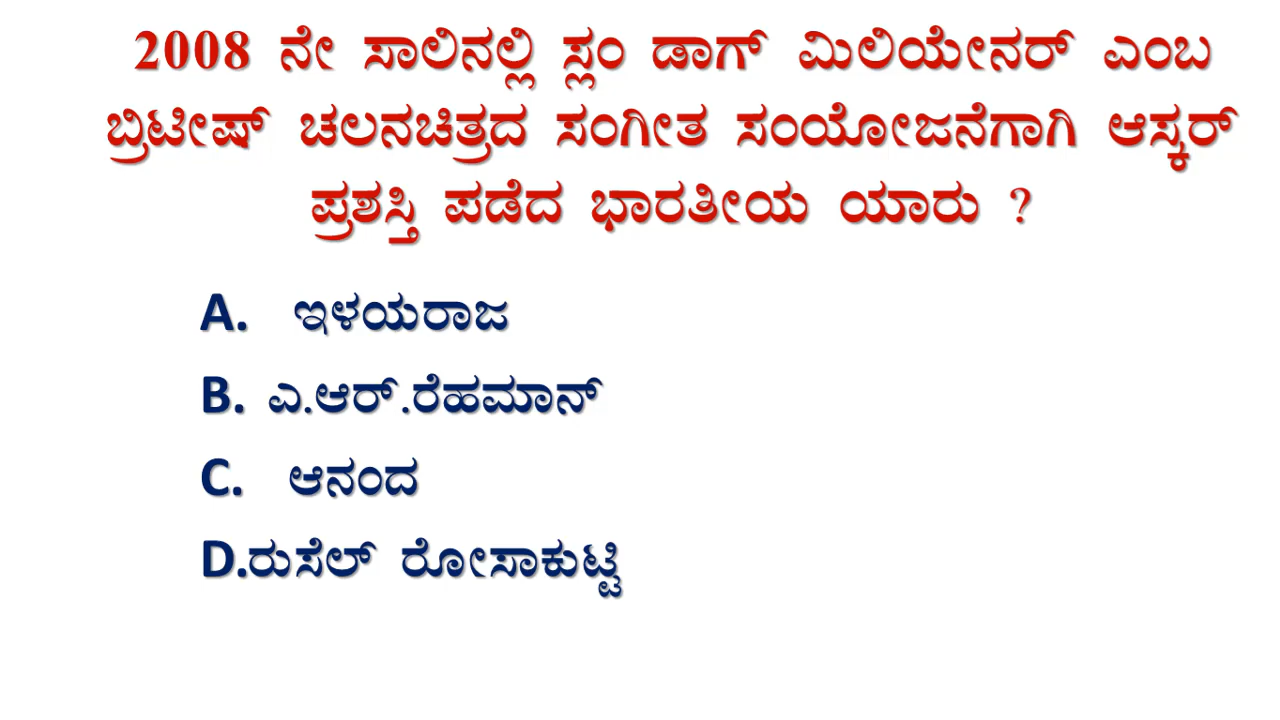 2008 ನೇ ಸಾಲಿನಲ್ಲಿ ಸ್ಲಂ ಡಾಗ್ ಮಿಲಿಯೇನರ್ ಎಂಬ
ಬ್ರಿಟೀಷ್ ಚಲನಚಿತ್ರದ ಸಂಗೀತ ಸಂಯೋಜನೆಗಾಗಿ ಆಸ್ಕರ್
ಪ್ರಶಸ್ತಿ ಪಡೆದ ಭಾರತೀಯ ಯಾರು ?
A. ಇಳಯರಾಜ
B. ಎ.ಆರ್.ರೆಹಮಾನ್
C. ಆನಂದ
D.ರುಸೆಲ್ ರೋಸಾಕುಟ್ಟಿ